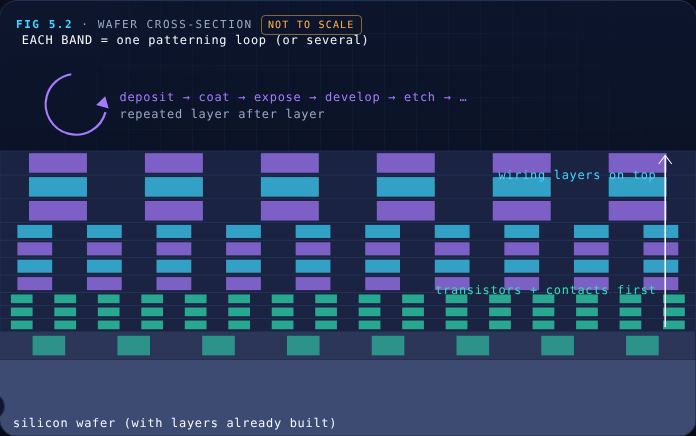 FIG 5.2 · WAFER CROSS-SECTION NOT TO SCALE
EACH BAND = one patterning loop (or several)
deposit → coat → expose → develop → etch → …
repeated layer after layer
wiring layers on top
transistors + contacts first
silicon wafer (with layers already built)